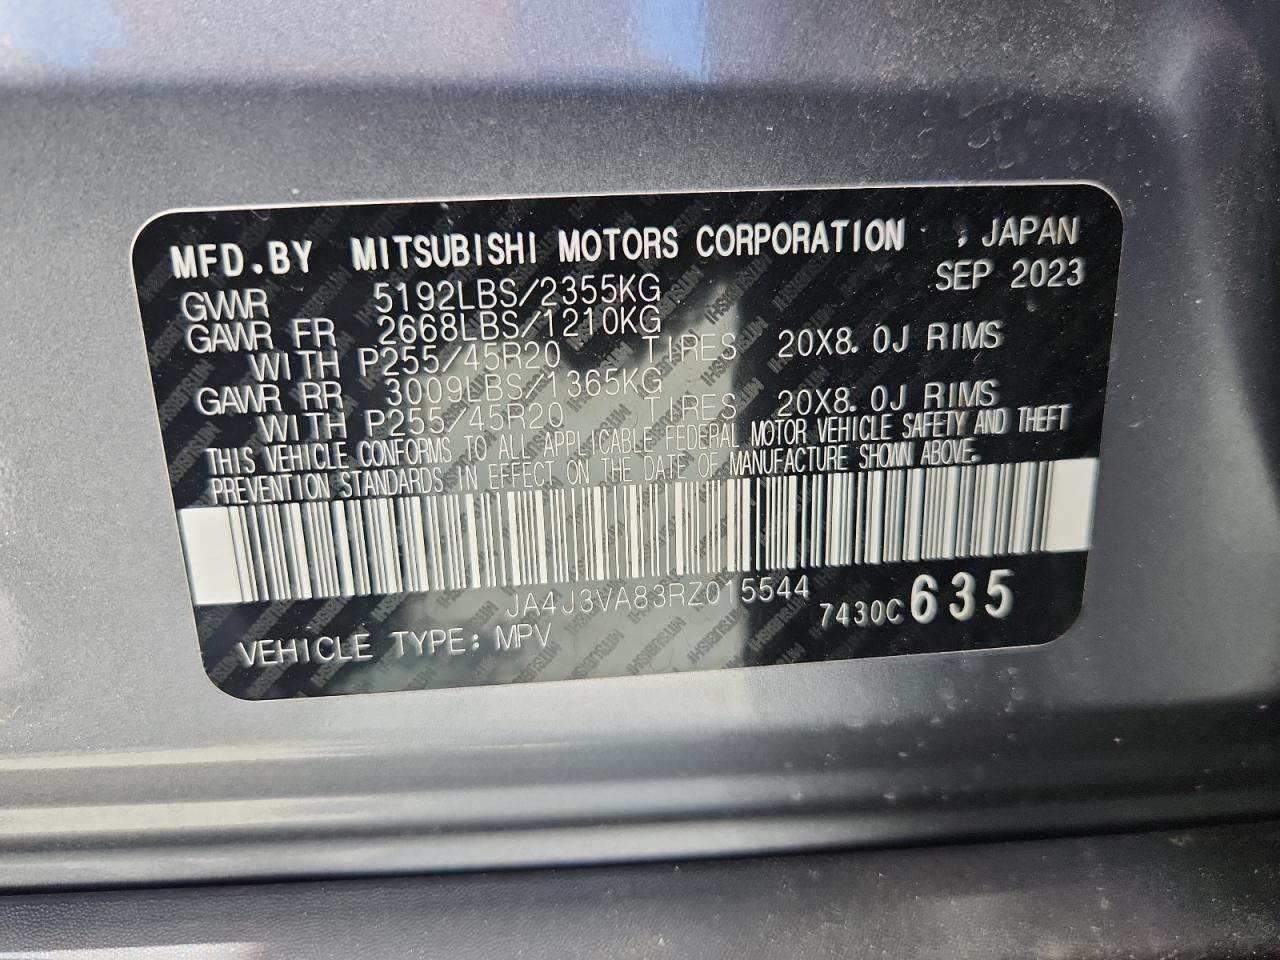 MFD.BY MITSUBISHI MOTORS CORPORATION , JAPAN
SEP 2023
GVWR 5192LBS/2355KG
GAWR FR 2668LBS/1210KG
WITH P255/45R20 TIRES 20X8.0J RIMS
GAWR RR 3009LBS/1365KG
WITH P255/45R20 TIRES 20X8.0J RIMS
THIS VEHICLE CONFORMS TO ALL APPLICABLE FEDERAL MOTOR VEHICLE SAFETY AND THEFT
PREVENTION STANDARDS IN EFFECT ON THE DATE OF MANUFACTURE SHOWN ABOVE.
JA4J3VA83RZ015544
VEHICLE TYPE: MPV 7430C 635